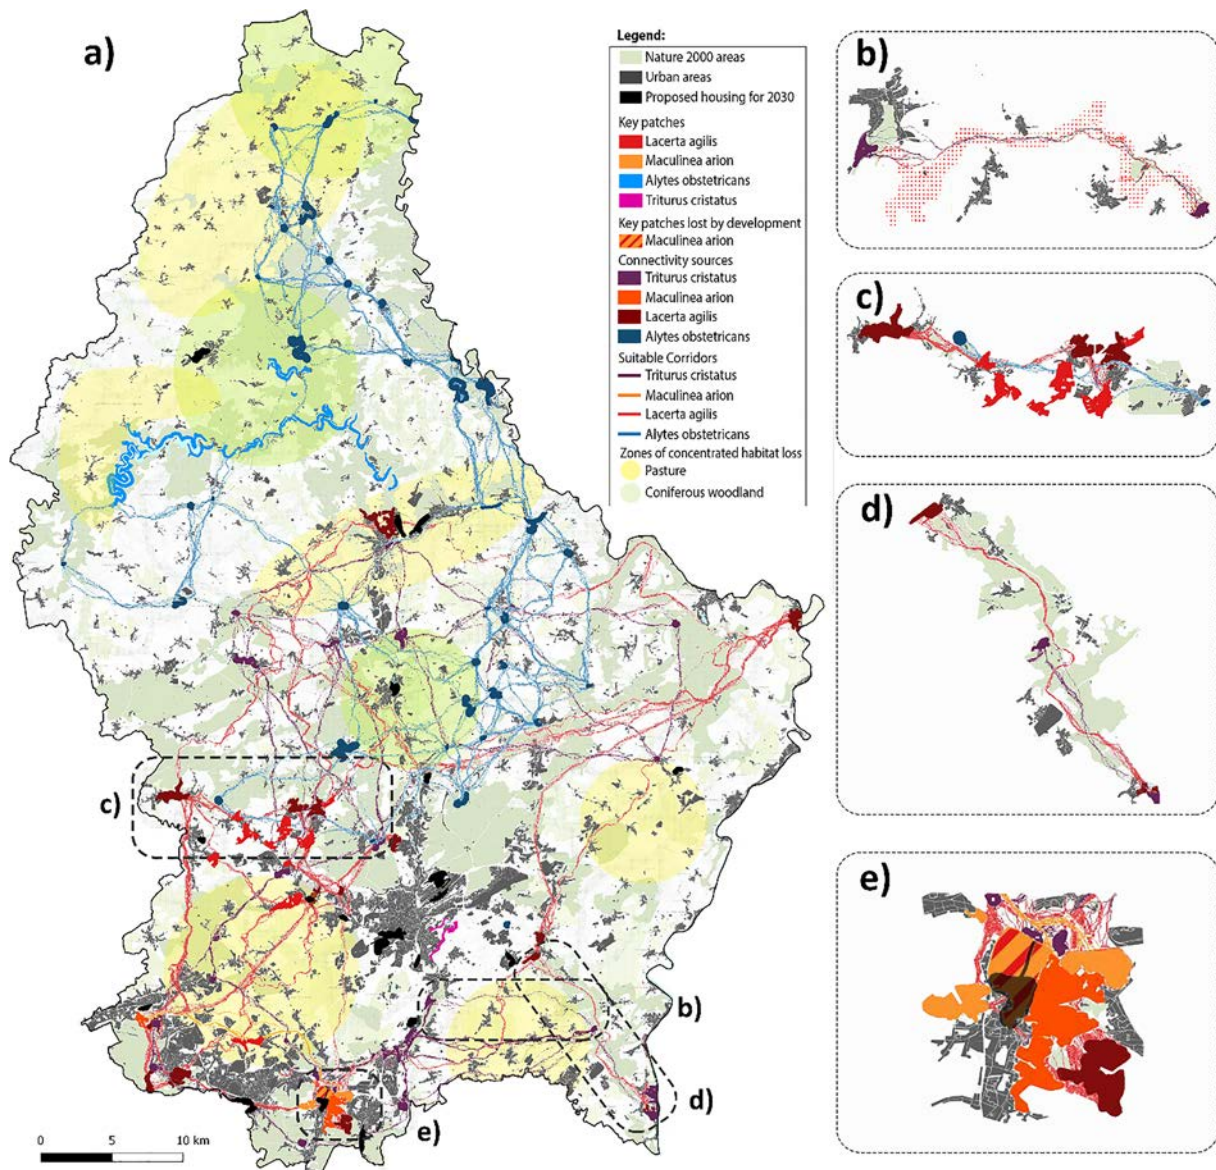 a)
Legend:
Nature 2000 areas
Urban areas
Proposed housing for 2030
Key patches
Lacerta agilis
Maculinea arion
Alytes obstetricans
Triturus cristatus
Key patches lost by development
Maculinea arion
Connectivity sources
Triturus cristatus
Maculinea arion
Lacerta agilis
Alytes obstetricans
Suitable Corridors
Triturus cristatus
Maculinea arion
Lacerta agilis
Alytes obstetricans
Zones of concentrated habitat loss
Pasture
Coniferous woodland
c)
b)
d)
e)
0 5 10 km
b)
c)
d)
e)